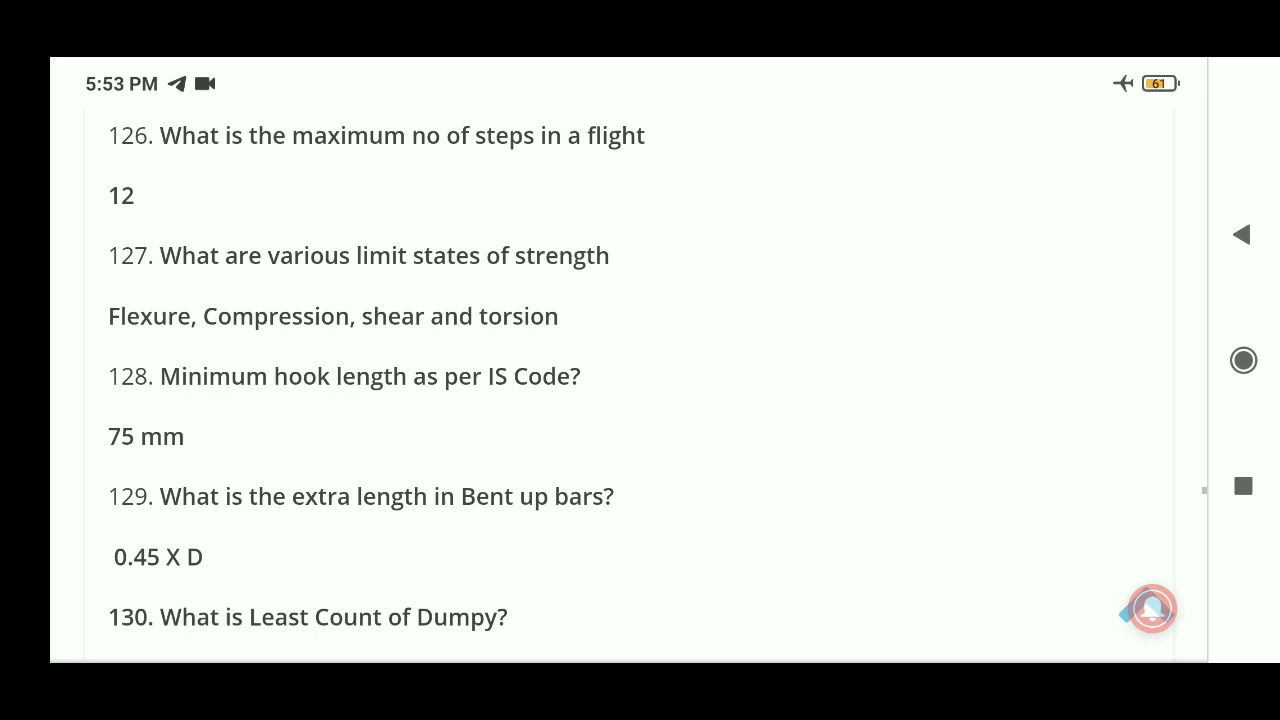 5:53 PM
61
126. What is the maximum no of steps in a flight
12
127. What are various limit states of strength
Flexure, Compression, shear and torsion
128. Minimum hook length as per IS Code?
75 mm
129. What is the extra length in Bent up bars?
0.45 X D
130. What is Least Count of Dumpy?